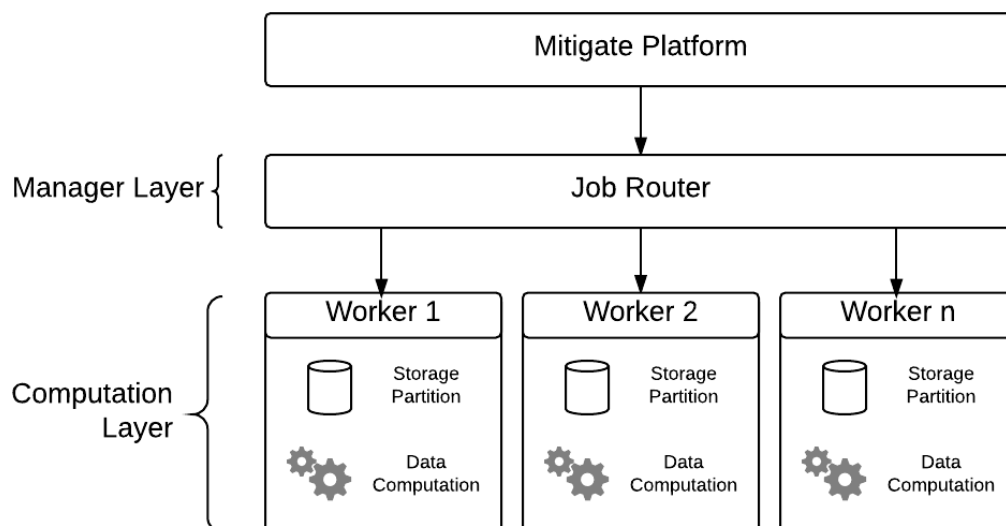 Mitigate Platform
Manager Layer
Job Router
Computation
Layer
Worker 1
Storage
Partition
Data
Computation
Worker 2
Storage
Partition
Data
Computation
Worker n
Storage
Partition
Data
Computation